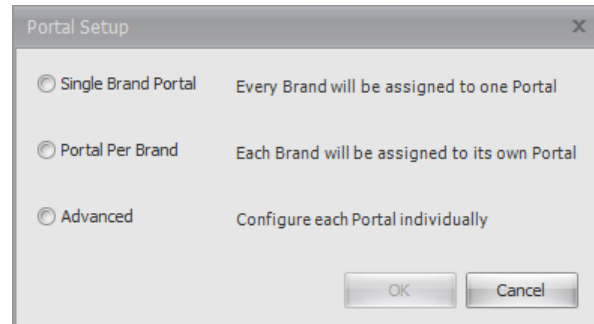 Portal Setup
Single Brand Portal Every Brand will be assigned to one Portal
Portal Per Brand Each Brand will be assigned to its own Portal
Advanced Configure each Portal individually
OK Cancel